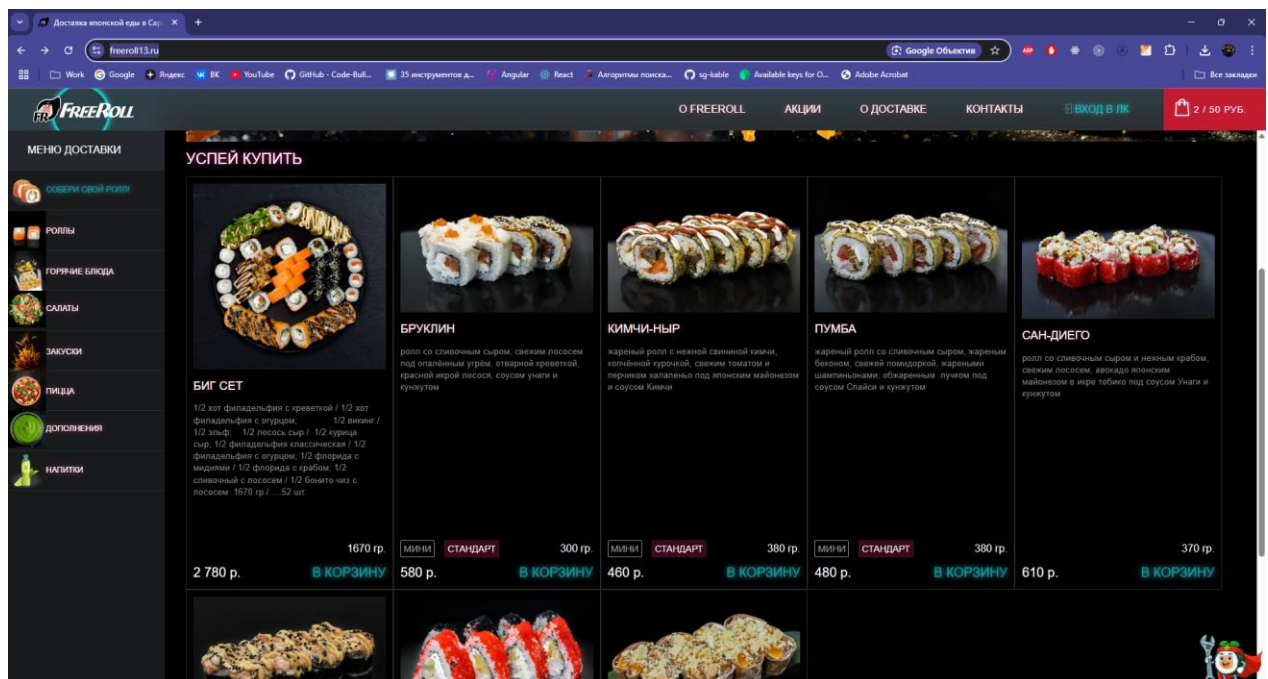 Доставка японской еды в Сар
freeroll13.ru
Google Объектив
Work Google Яндекс ВК YouTube GitHub - Code-Bull... 35 инструментов д... Angular React Алгоритмы поиска... sg-kable Available keys for O... Adobe Acrobat Все закладки
FR FREEROLL О FREEROLL АКЦИИ О ДОСТАВКЕ КОНТАКТЫ ВХОД В ЛК 2 / 50 РУБ.
МЕНЮ ДОСТАВКИ
СОБЕРИ СВОЙ РОЛЛ!
РОЛЛЫ
ГОРЯЧИЕ БЛЮДА
САЛАТЫ
ЗАКУСКИ
ПИЦЦА
ДОПОЛНЕНИЯ
НАПИТКИ
УСПЕЙ КУПИТЬ
БИГ СЕТ
1/2 хот филадельфия с креветкой / 1/2 хот
филадельфия с огурцом; 1/2 викинг /
1/2 эльф; 1/2 лосось сыр / 1/2 курица
сыр; 1/2 филадельфия классическая / 1/2
филадельфия с огурцом; 1/2 флорида с
мидиями / 1/2 флорида с крабом; 1/2
сливочный с лососем / 1/2 бонито чиз с
лососем 1670 гр./.....52 шт.
1670 гр.
2 780 р. В КОРЗИНУ
БРУКЛИН
ролл со сливочным сыром, свежим лососем
под опалённым угрём, отварной креветкой,
красной икрой лосося, соусом унаги и
кунжутом
МИНИ СТАНДАРТ 300 гр.
580 р. В КОРЗИНУ
КИМЧИ-НЫР
жареный ролл с нежной свининой кимчи,
копчённой курочкой, свежим томатом и
перчиком халапеньо под японским майонезом
и соусом Кимчи
МИНИ СТАНДАРТ 380 гр.
460 р. В КОРЗИНУ
ПУМБА
жареный ролл со сливочным сыром, жареным
беконом, свежей помидоркой, жареными
шампиньонами, обжаренным лучком под
соусом Спайси и кунжутом
МИНИ СТАНДАРТ 380 гр.
480 р. В КОРЗИНУ
САН-ДИЕГО
ролл со сливочным сыром и нежным крабом,
свежим лососем, авокадо японским
майонезом в икре тобико под соусом Унаги и
кунжутом
370 гр.
610 р. В КОРЗИНУ